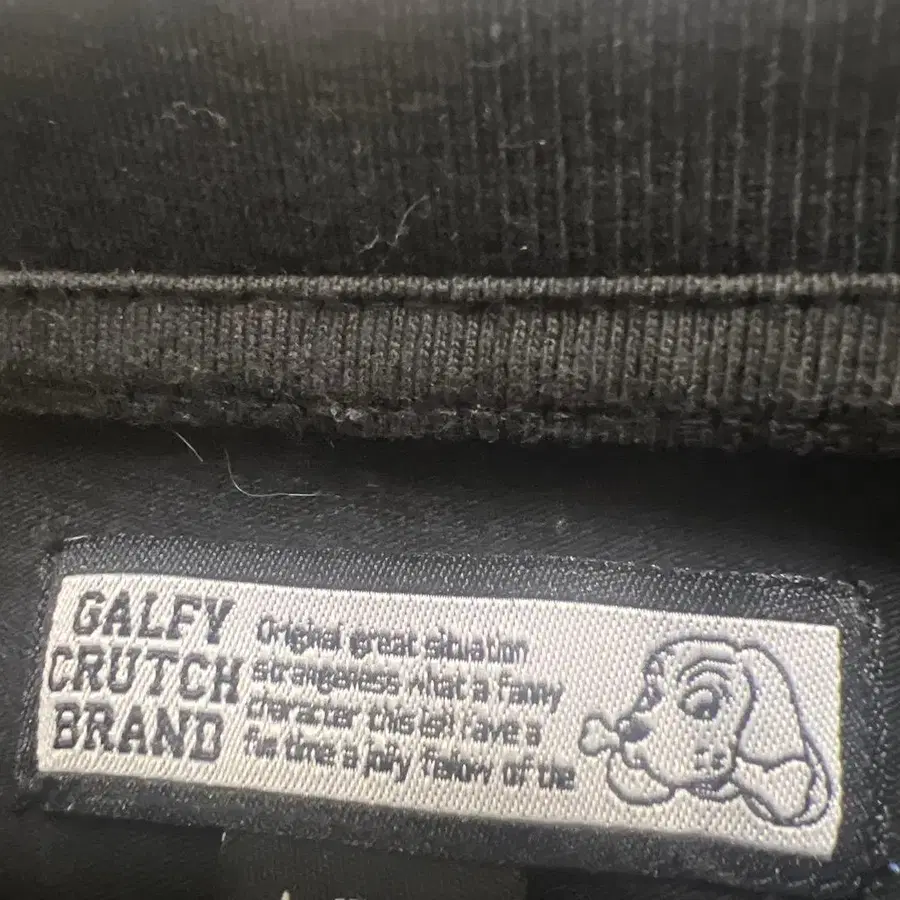 GALFY
CRUTCH
BRAND
Original great situation
strangeness what a fanny
character this is!! have a
fun time a jolly fellow of the